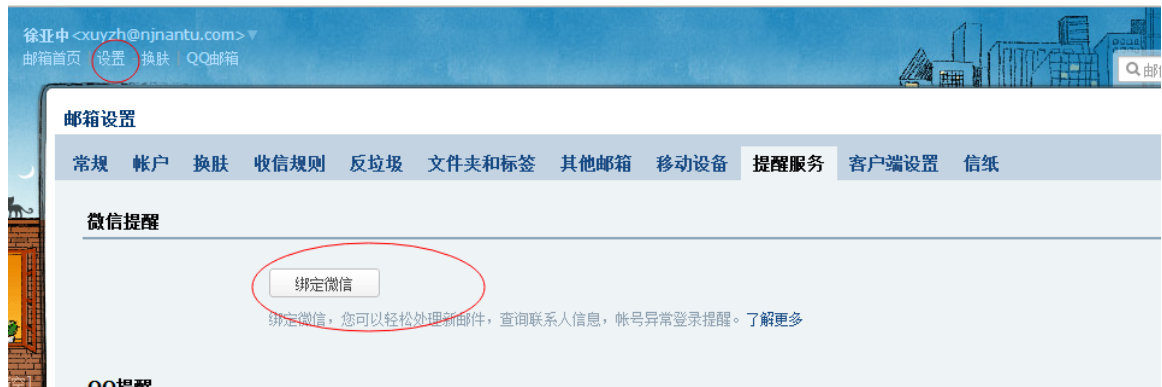 徐亚中<xuyzh@njnantu.com>▼
邮箱首页 | 设置 | 换肤 | QQ邮箱
邮箱设置
常规 帐户 换肤 收信规则 反垃圾 文件夹和标签 其他邮箱 移动设备 提醒服务 客户端设置 信纸
微信提醒
绑定微信
绑定微信，您可以轻松处理新邮件，查询联系人信息，帐号异常登录提醒。了解更多
QQ提醒